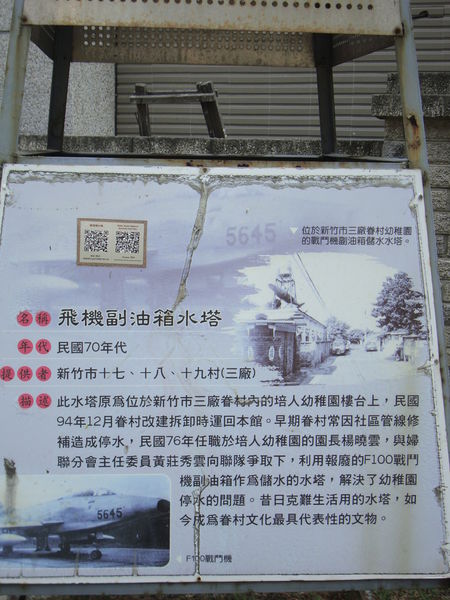 5645
位於新竹市三廠眷村幼稚園
的戰鬥機副油箱儲水水塔。
名稱 飛機副油箱水塔
年代 民國70年代
提供者 新竹市十七、十八、十九村(三廠)
描述 此水塔原為位於新竹市三廠眷村內的培人幼稚園樓台上，民國
94年12月眷村改建拆卸時運回本館。早期眷村常因社區管線修
補造成停水，民國76年任職於培人幼稚園的園長楊曉雲，與婦
聯分會主任委員黃莊秀雲向聯隊爭取下，利用報廢的F100戰鬥
機副油箱作為儲水的水塔，解決了幼稚園
停水的問題。昔日克難生活用的水塔，如
今成為眷村文化最具代表性的文物。
5645
F100戰鬥機